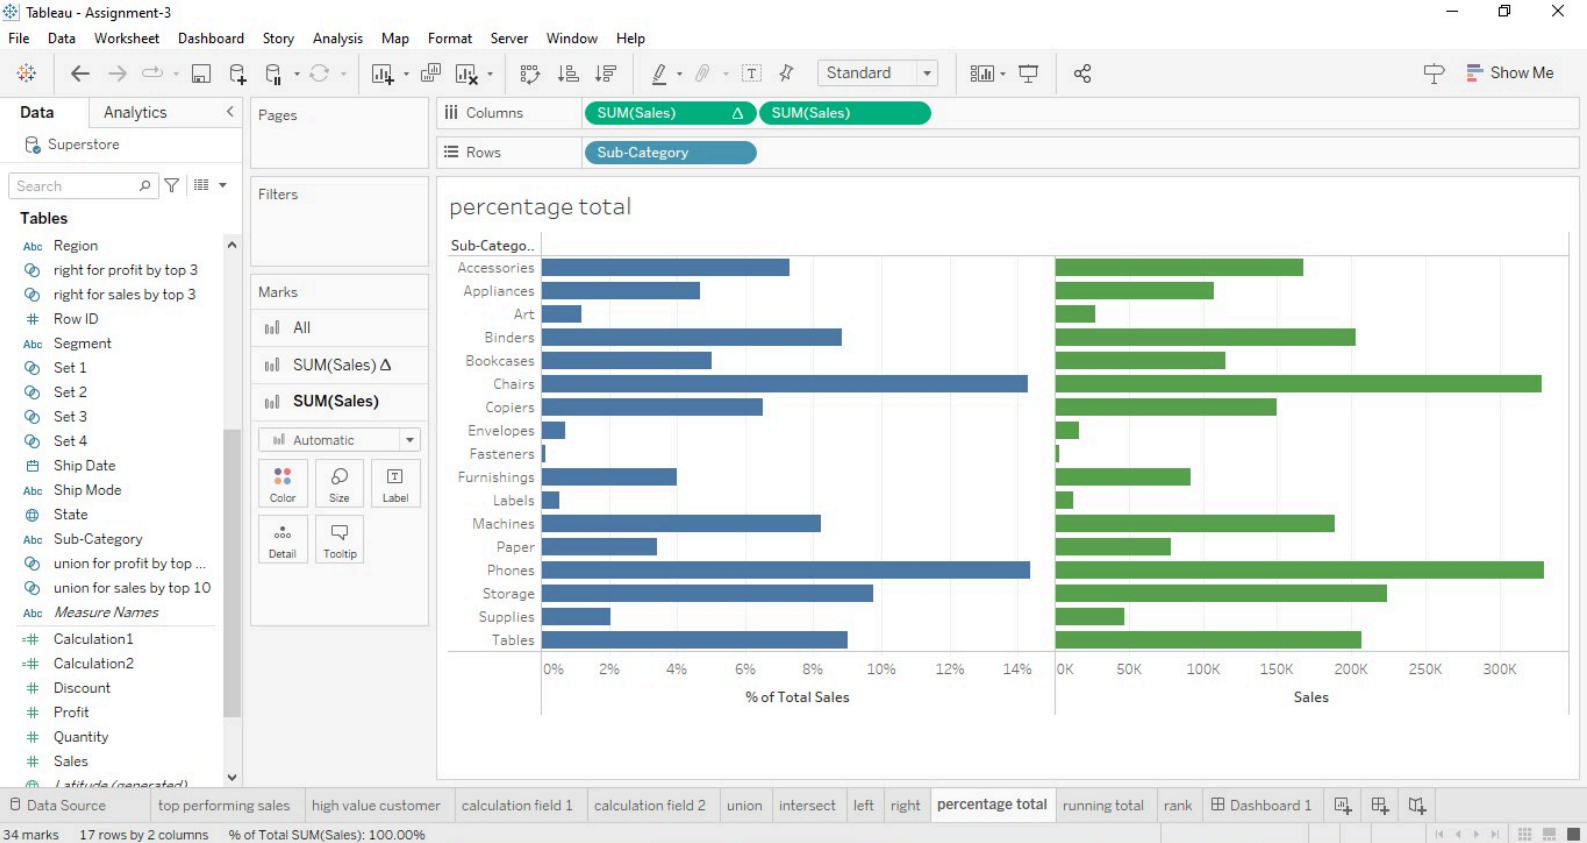 Tableau - Assignment-3
File Data Worksheet Dashboard Story Analysis Map Format Server Window Help
Standard
Show Me
Data Analytics
Superstore
Search
Tables
Abc Region
right for profit by top 3
right for sales by top 3
# Row ID
Abc Segment
Set 1
Set 2
Set 3
Set 4
Ship Date
Abc Ship Mode
State
Abc Sub-Category
union for profit by top ...
union for sales by top 10
Abc Measure Names
=# Calculation1
=# Calculation2
# Discount
# Profit
# Quantity
# Sales
Latitude (generated)
Pages
Filters
Marks
All
SUM(Sales) Δ
SUM(Sales)
Automatic
Color Size Label
Detail Tooltip
Columns SUM(Sales) Δ SUM(Sales)
Rows Sub-Category
percentage total
Sub-Catego..
Accessories
Appliances
Art
Binders
Bookcases
Chairs
Copiers
Envelopes
Fasteners
Furnishings
Labels
Machines
Paper
Phones
Storage
Supplies
Tables
0% 2% 4% 6% 8% 10% 12% 14% 0K 50K 100K 150K 200K 250K 300K
% of Total Sales Sales
Data Source top performing sales high value customer calculation field 1 calculation field 2 union intersect left right percentage total running total rank Dashboard 1
34 marks 17 rows by 2 columns % of Total SUM(Sales): 100.00%